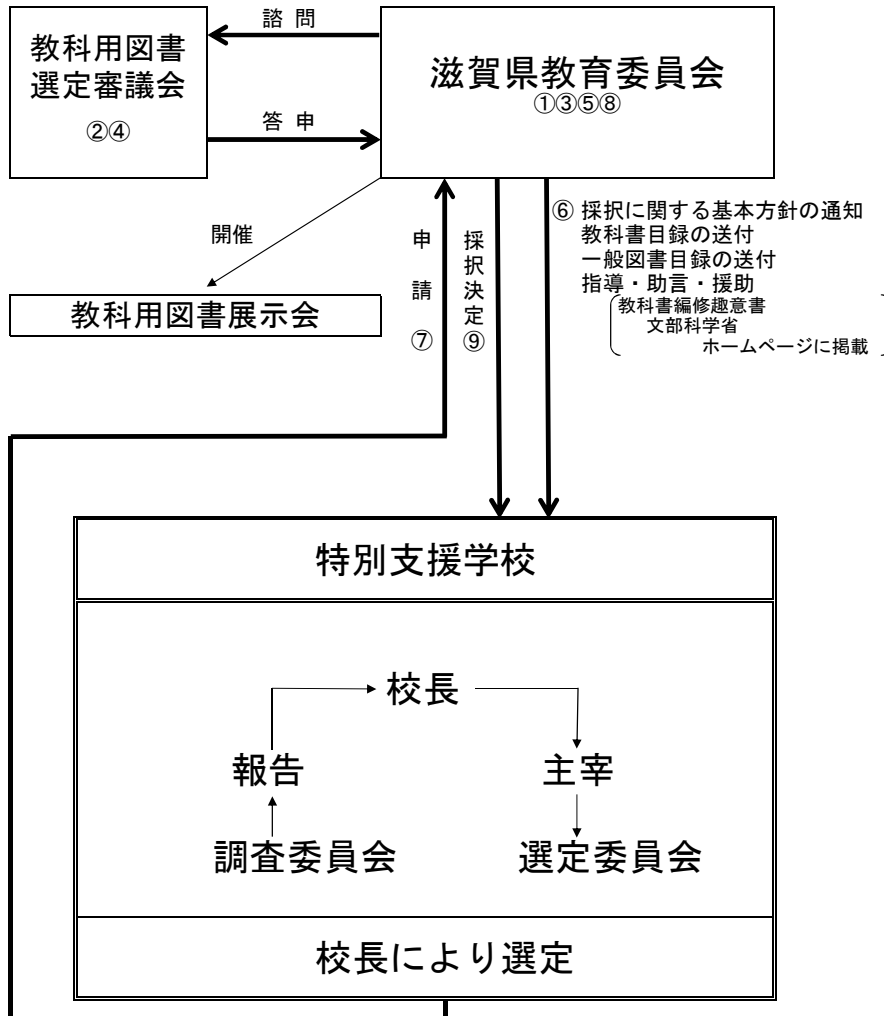 諮 問
教科用図書
選定審議会
②④
滋賀県教育委員会
①③⑤⑧
答 申
開催
教科用図書展示会
申請⑦
採択決定⑨
⑥ 採択に関する基本方針の通知
教科書目録の送付
一般図書目録の送付
指導・助言・援助
教科書編修趣意書
文部科学省
ホームページに掲載
特別支援学校
校長
報告
主宰
調査委員会
選定委員会
校長により選定